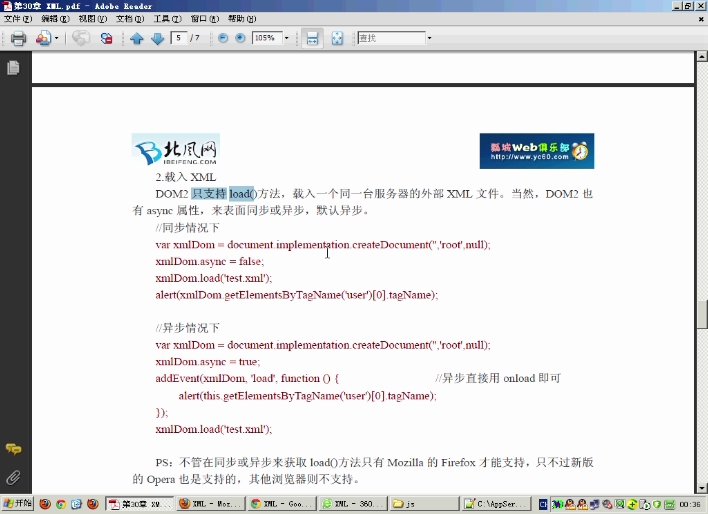 第30章 XML.pdf - Adobe Reader
文件(F) 编辑(E) 视图(V) 文档(D) 工具(T) 窗口(W) 帮助(H)
5 / 7 105% 查找
北风网
IBEIFENG.COM
瓢城Web俱乐部
http://www.yc60.com
2.载入 XML
DOM2 只支持 load()方法，载入一个同一台服务器的外部 XML 文件。当然，DOM2 也
有 async 属性，来表面同步或异步，默认异步。
//同步情况下
var xmlDom = document.implementation.createDocument('','root',null);
xmlDom.async = false;
xmlDom.load('test.xml');
alert(xmlDom.getElementsByTagName('user')[0].tagName);
//异步情况下
var xmlDom = document.implementation.createDocument('','root',null);
xmlDom.async = true;
addEvent(xmlDom, 'load', function () { //异步直接用 onload 即可
alert(this.getElementsByTagName('user')[0].tagName);
});
xmlDom.load('test.xml');
PS：不管在同步或异步来获取 load()方法只有 Mozilla 的 Firefox 才能支持，只不过新版
的 Opera 也是支持的，其他浏览器则不支持。
开始 第30章 XM... XML - Moz... XML - Goo... XML - 360... js C:\AppSer... 00:36